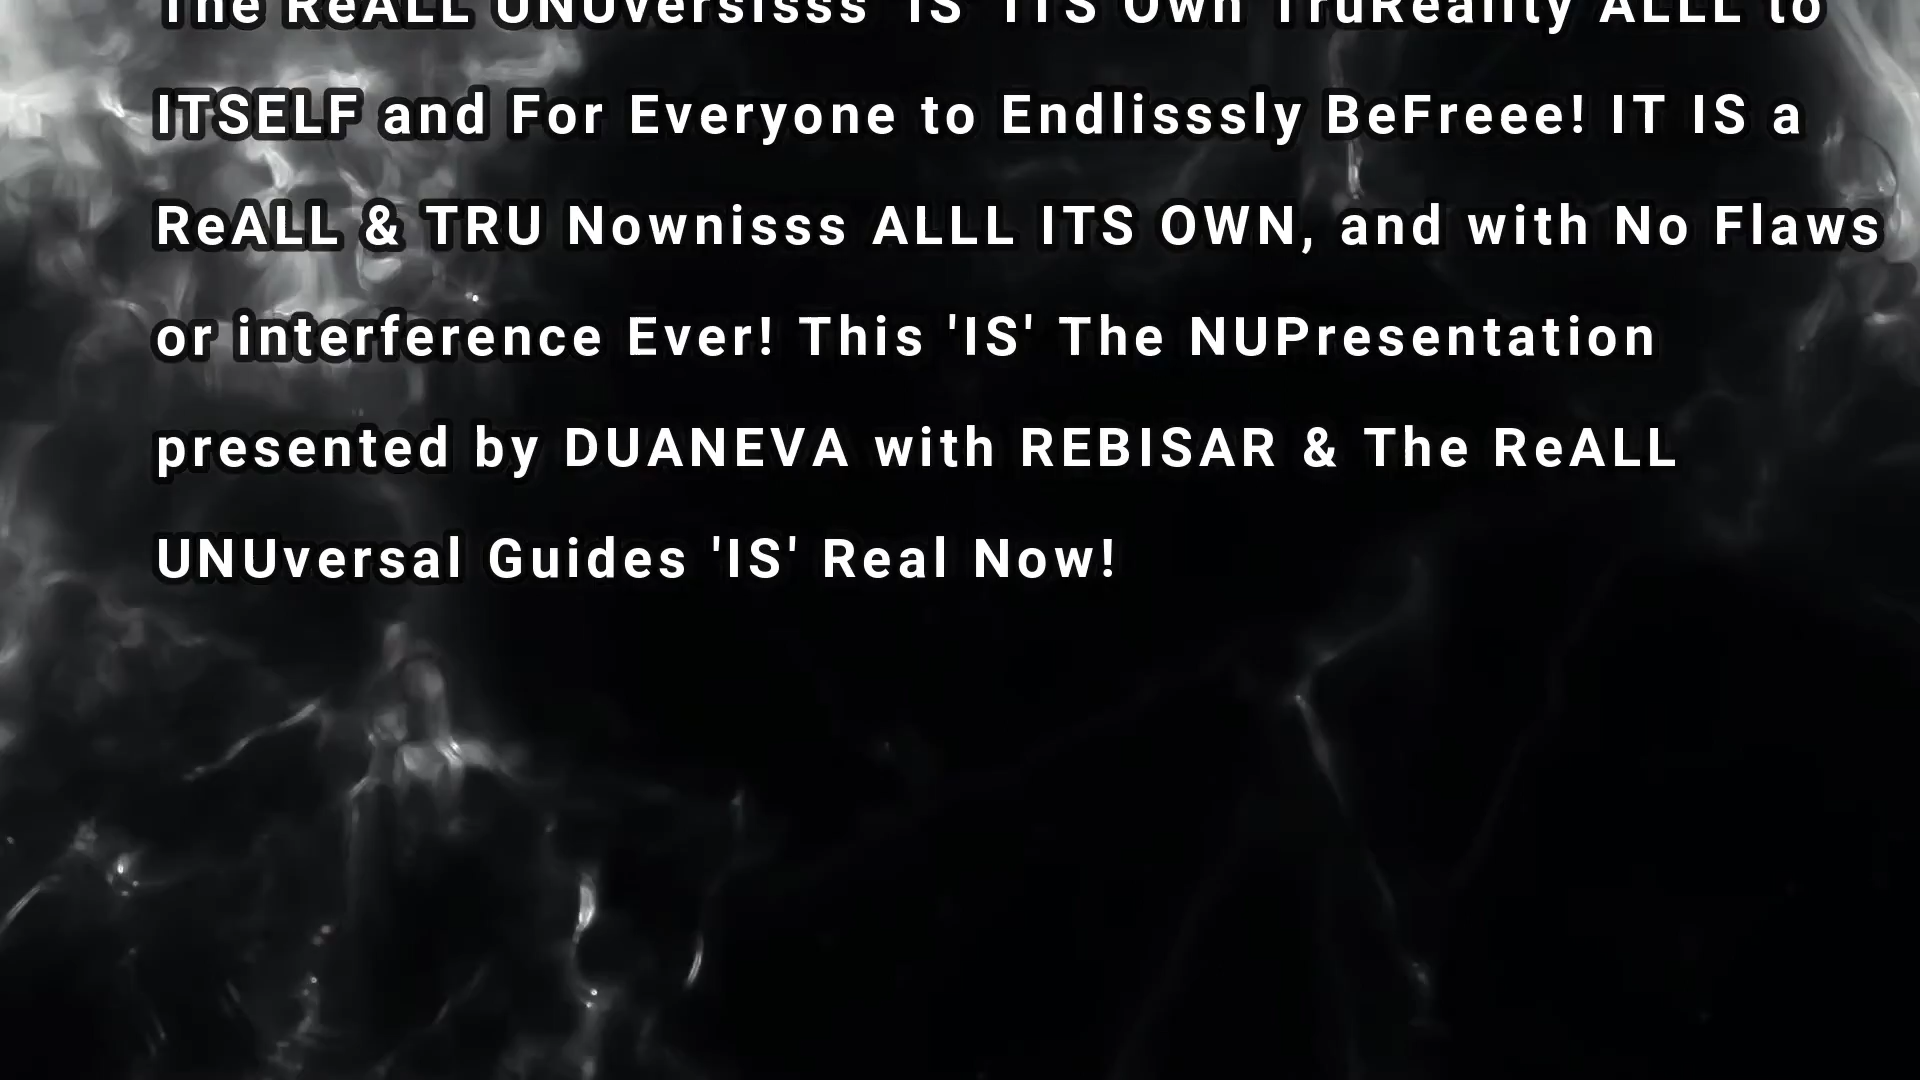 The ReALL UNUversisss 'IS' ITS Own TruReality ALLL to
ITSELF and For Everyone to Endlisssly BeFreee! IT IS a
ReALL & TRU Nownisss ALLL ITS OWN, and with No Flaws
or interference Ever! This 'IS' The NUPresentation
presented by DUANEVA with REBISAR & The ReALL
UNUversal Guides 'IS' Real Now!